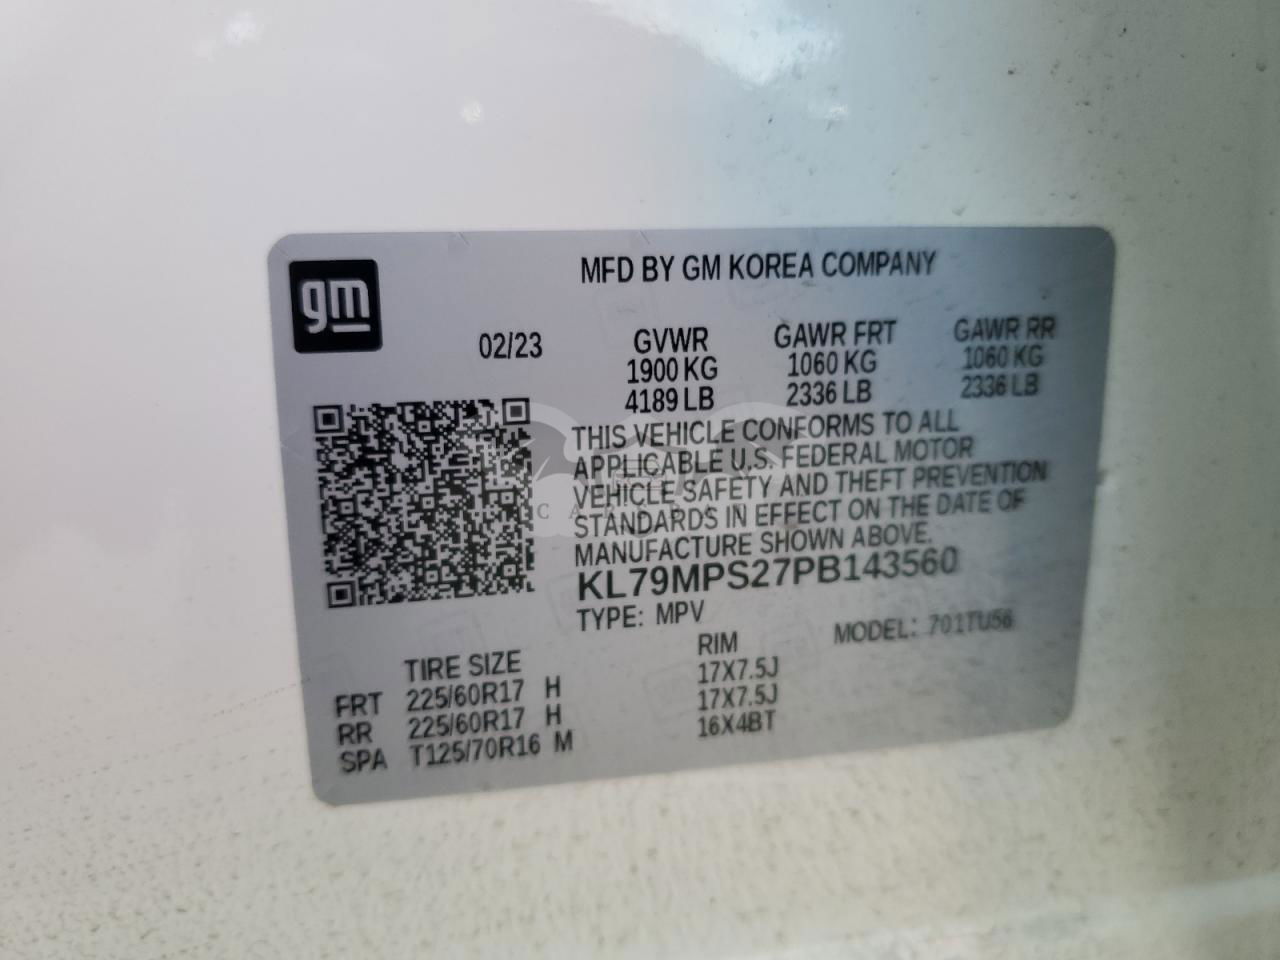 gm
MFD BY GM KOREA COMPANY
02/23 GVWR GAWR FRT GAWR RR
1900 KG 1060 KG 1060 KG
4189 LB 2336 LB 2336 LB
THIS VEHICLE CONFORMS TO ALL
APPLICABLE U.S. FEDERAL MOTOR
VEHICLE SAFETY AND THEFT PREVENTION
STANDARDS IN EFFECT ON THE DATE OF
MANUFACTURE SHOWN ABOVE.
KL79MPS27PB143560
TYPE: MPV MODEL: 701TU56
TIRE SIZE RIM
FRT 225/60R17 H 17X7.5J
RR 225/60R17 H 17X7.5J
SPA T125/70R16 M 16X4BT